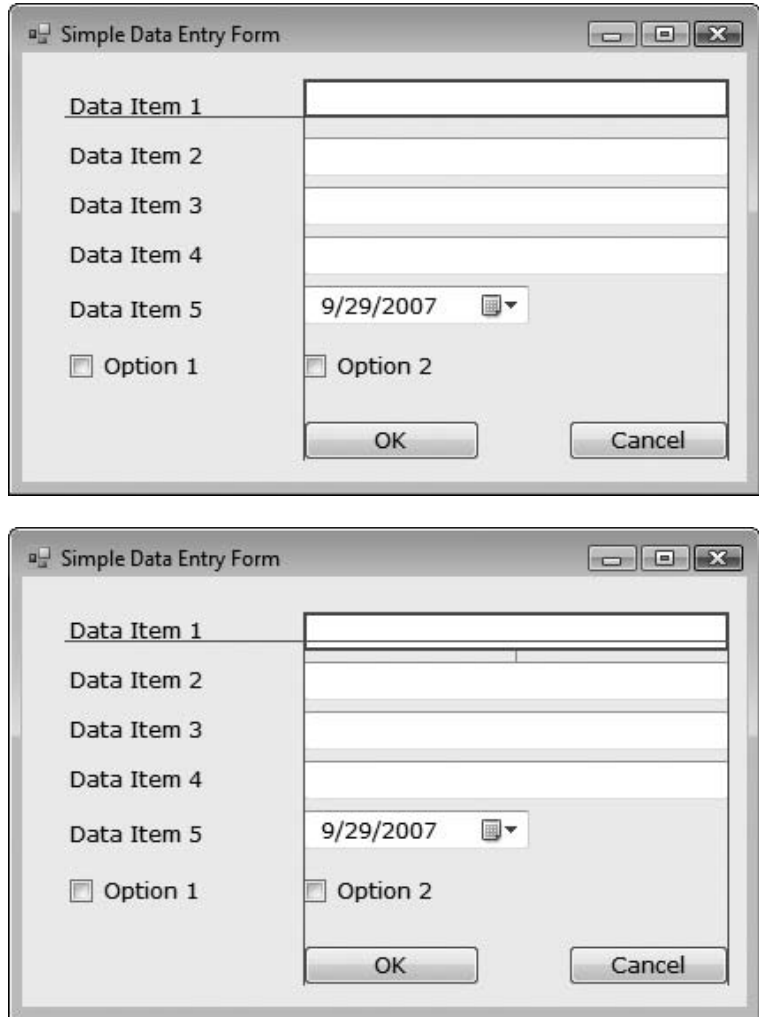 Simple Data Entry Form
Data Item 1
Data Item 2
Data Item 3
Data Item 4
Data Item 5 9/29/2007
Option 1 Option 2
OK Cancel
Simple Data Entry Form
Data Item 1
Data Item 2
Data Item 3
Data Item 4
Data Item 5 9/29/2007
Option 1 Option 2
OK Cancel